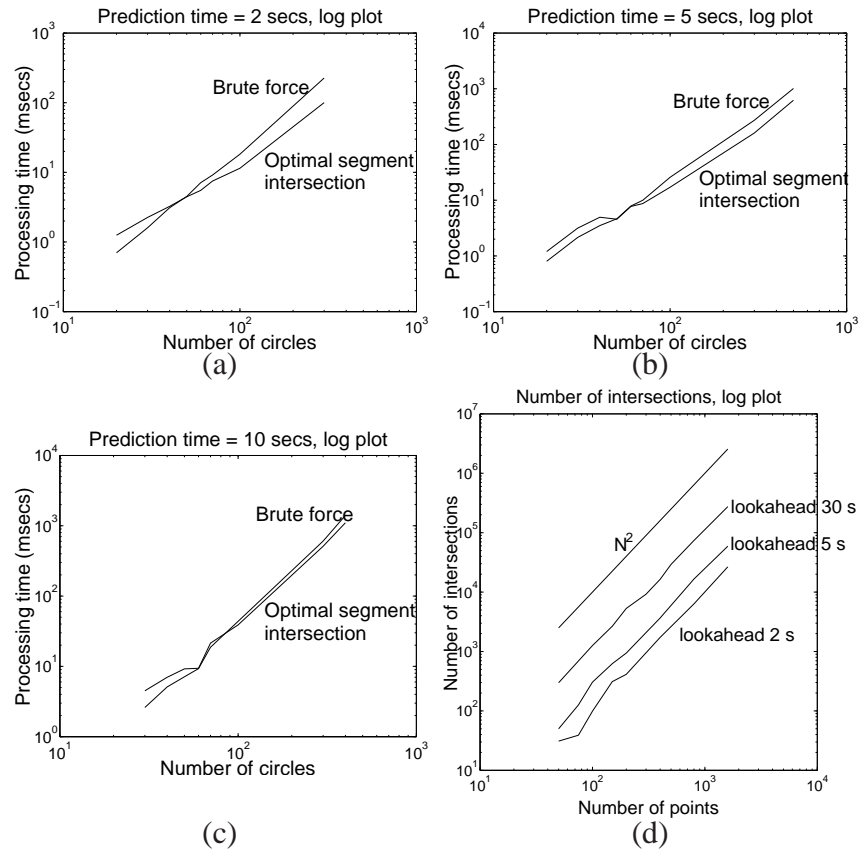 Prediction time = 2 secs, log plot
10^3
10^2
10^1
10^0
10^-1
Processing time (msecs)
Brute force
Optimal segment
intersection
10^1
10^2
10^3
Number of circles
(a)
Prediction time = 5 secs, log plot
10^4
10^3
10^2
10^1
10^0
10^-1
Processing time (msecs)
Brute force
Optimal segment
intersection
10^1
10^2
10^3
Number of circles
(b)
Prediction time = 10 secs, log plot
10^4
10^3
10^2
10^1
10^0
Processing time (msecs)
Brute force
Optimal segment
intersection
10^1
10^2
10^3
Number of circles
(c)
Number of intersections, log plot
10^7
10^6
10^5
10^4
10^3
10^2
10^1
Number of intersections
N^2
lookahead 30 s
lookahead 5 s
lookahead 2 s
10^1
10^2
10^3
10^4
Number of points
(d)